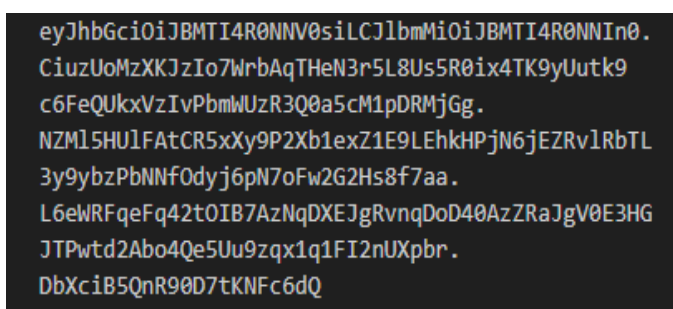 eyJhbGciOiJBMTI4R0NNV0siLCJlbmMiOiJBMTI4R0NNIn0.
CiuzUoMzXKJzIo7WrbAqTHeN3r5L8Us5R0ix4TK9yUutk9
c6FeQUkxVzIvPbmWUzR3Q0a5cM1pDRMjGg.
NZMl5HUlFAtCR5xXy9P2Xb1exZ1E9LEhkHPjN6jEZRvlRbTL
3y9ybzPbNNfOdyj6pN7oFw2G2Hs8f7aa.
L6eWRFqeFq42tOIB7AzNqDXEJgRvnqDoD40AzZRaJgV0E3HG
JTPwtd2Abo4Qe5Uu9zqx1q1FI2nUXpbr.
DbXciB5QnR90D7tKNFc6dQ